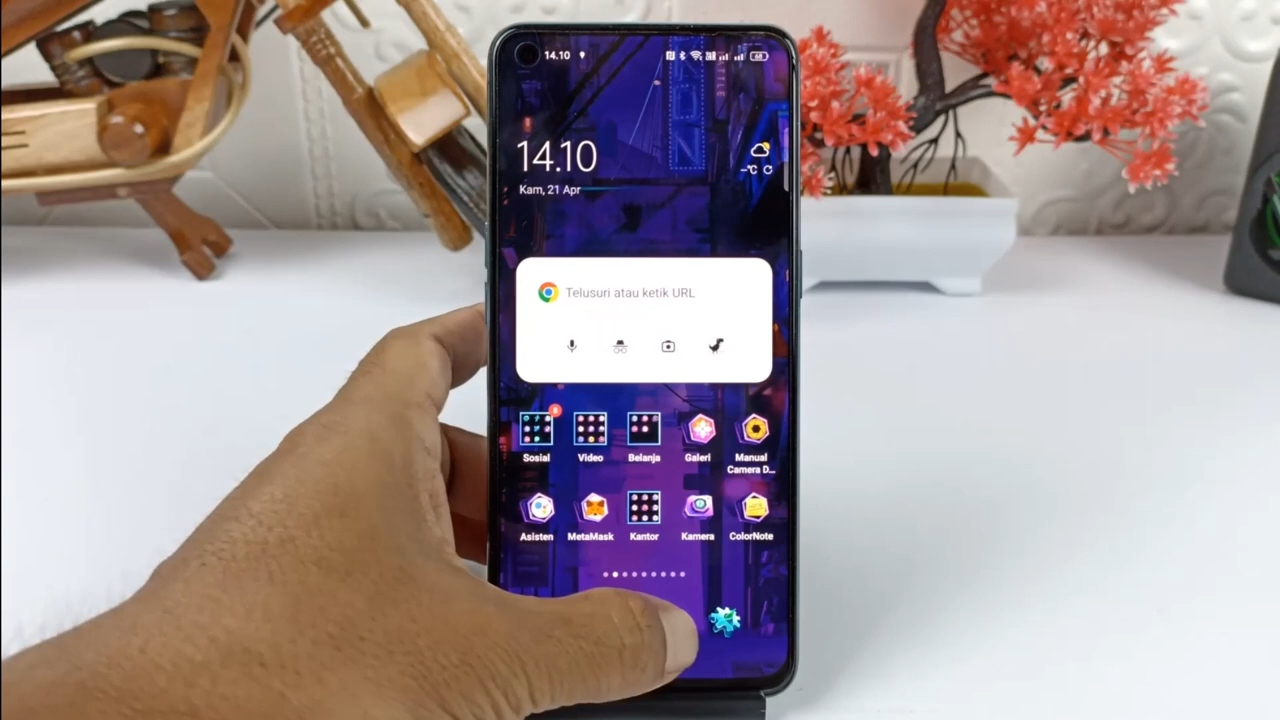 14.10
68
14.10
–°C
Kam, 21 Apr
Telusuri atau ketik URL
Sosial Video Belanja Galeri Manual Camera D...
Asisten MetaMask Kantor Kamera ColorNote